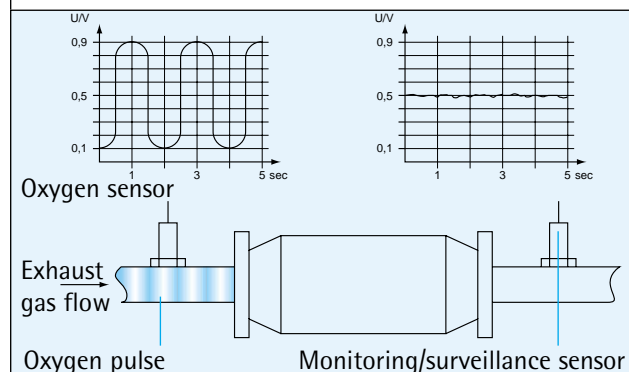 U/V
0,9
0,5
0,1
1 3 5 sec
Oxygen sensor
U/V
0,9
0,5
0,1
1 3 5 sec
Exhaust
gas flow
Oxygen pulse
Monitoring/surveillance sensor